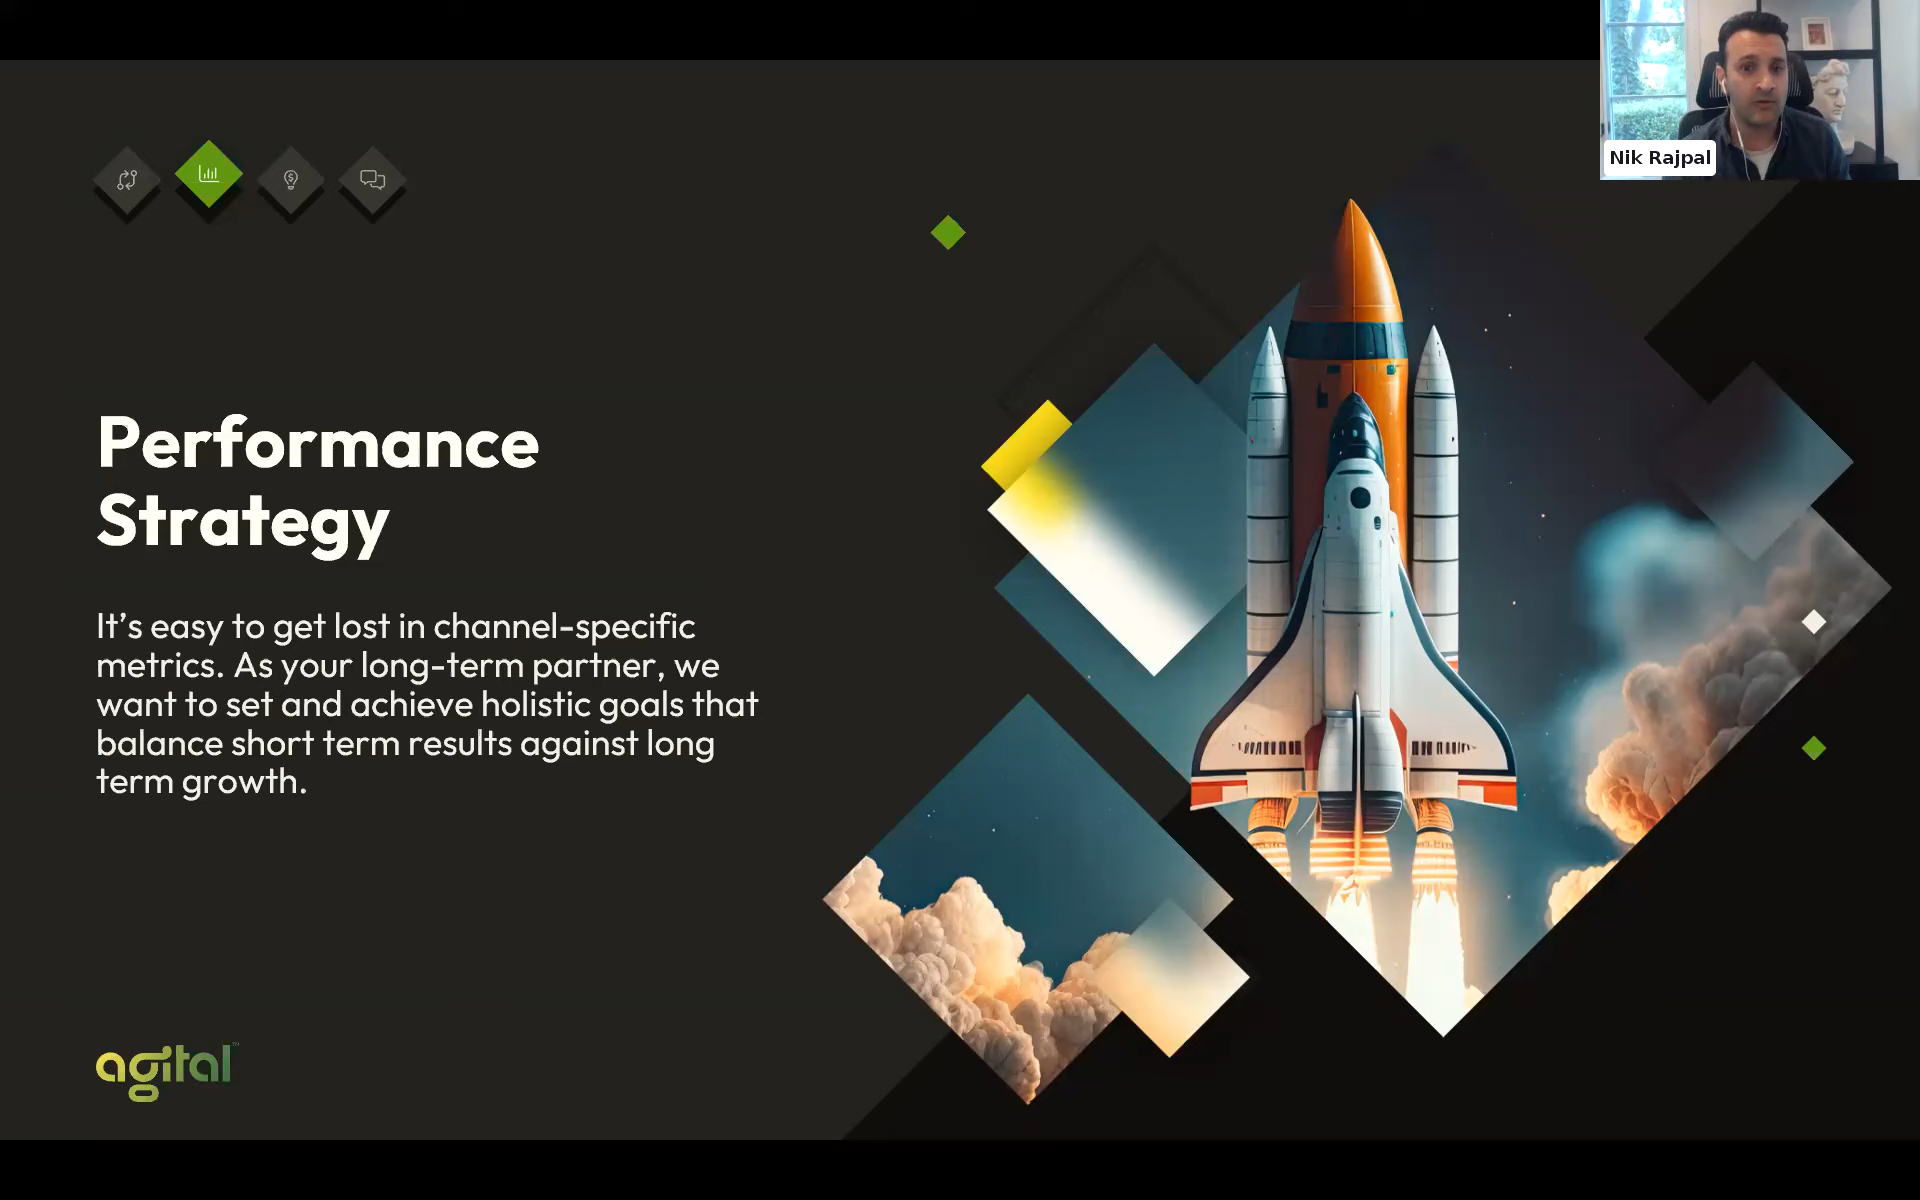 Nik Rajpal
Performance
Strategy
It’s easy to get lost in channel-specific
metrics. As your long-term partner, we
want to set and achieve holistic goals that
balance short term results against long
term growth.
agital™